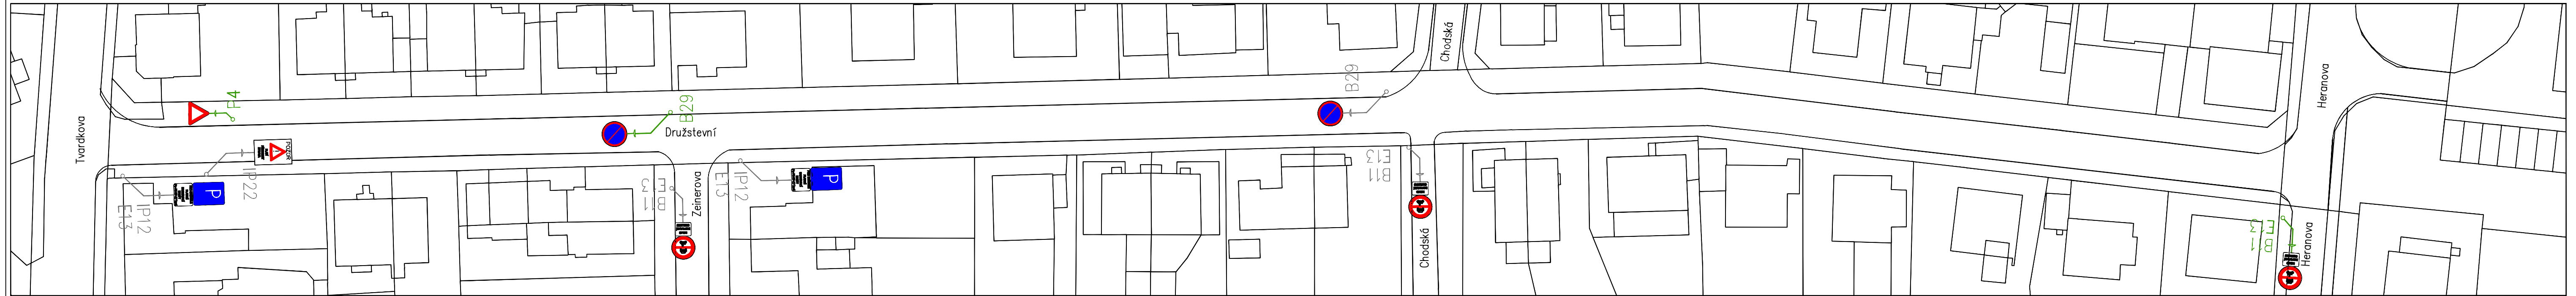 Tvardkova
P4
B29
Družstevní
B29
Chodská
Heranova
IP22
P
IP12
E13
B11
E13
Zeinerova
IP12
E13
P
B11
E13
Chodská
B11
E13
Heranova